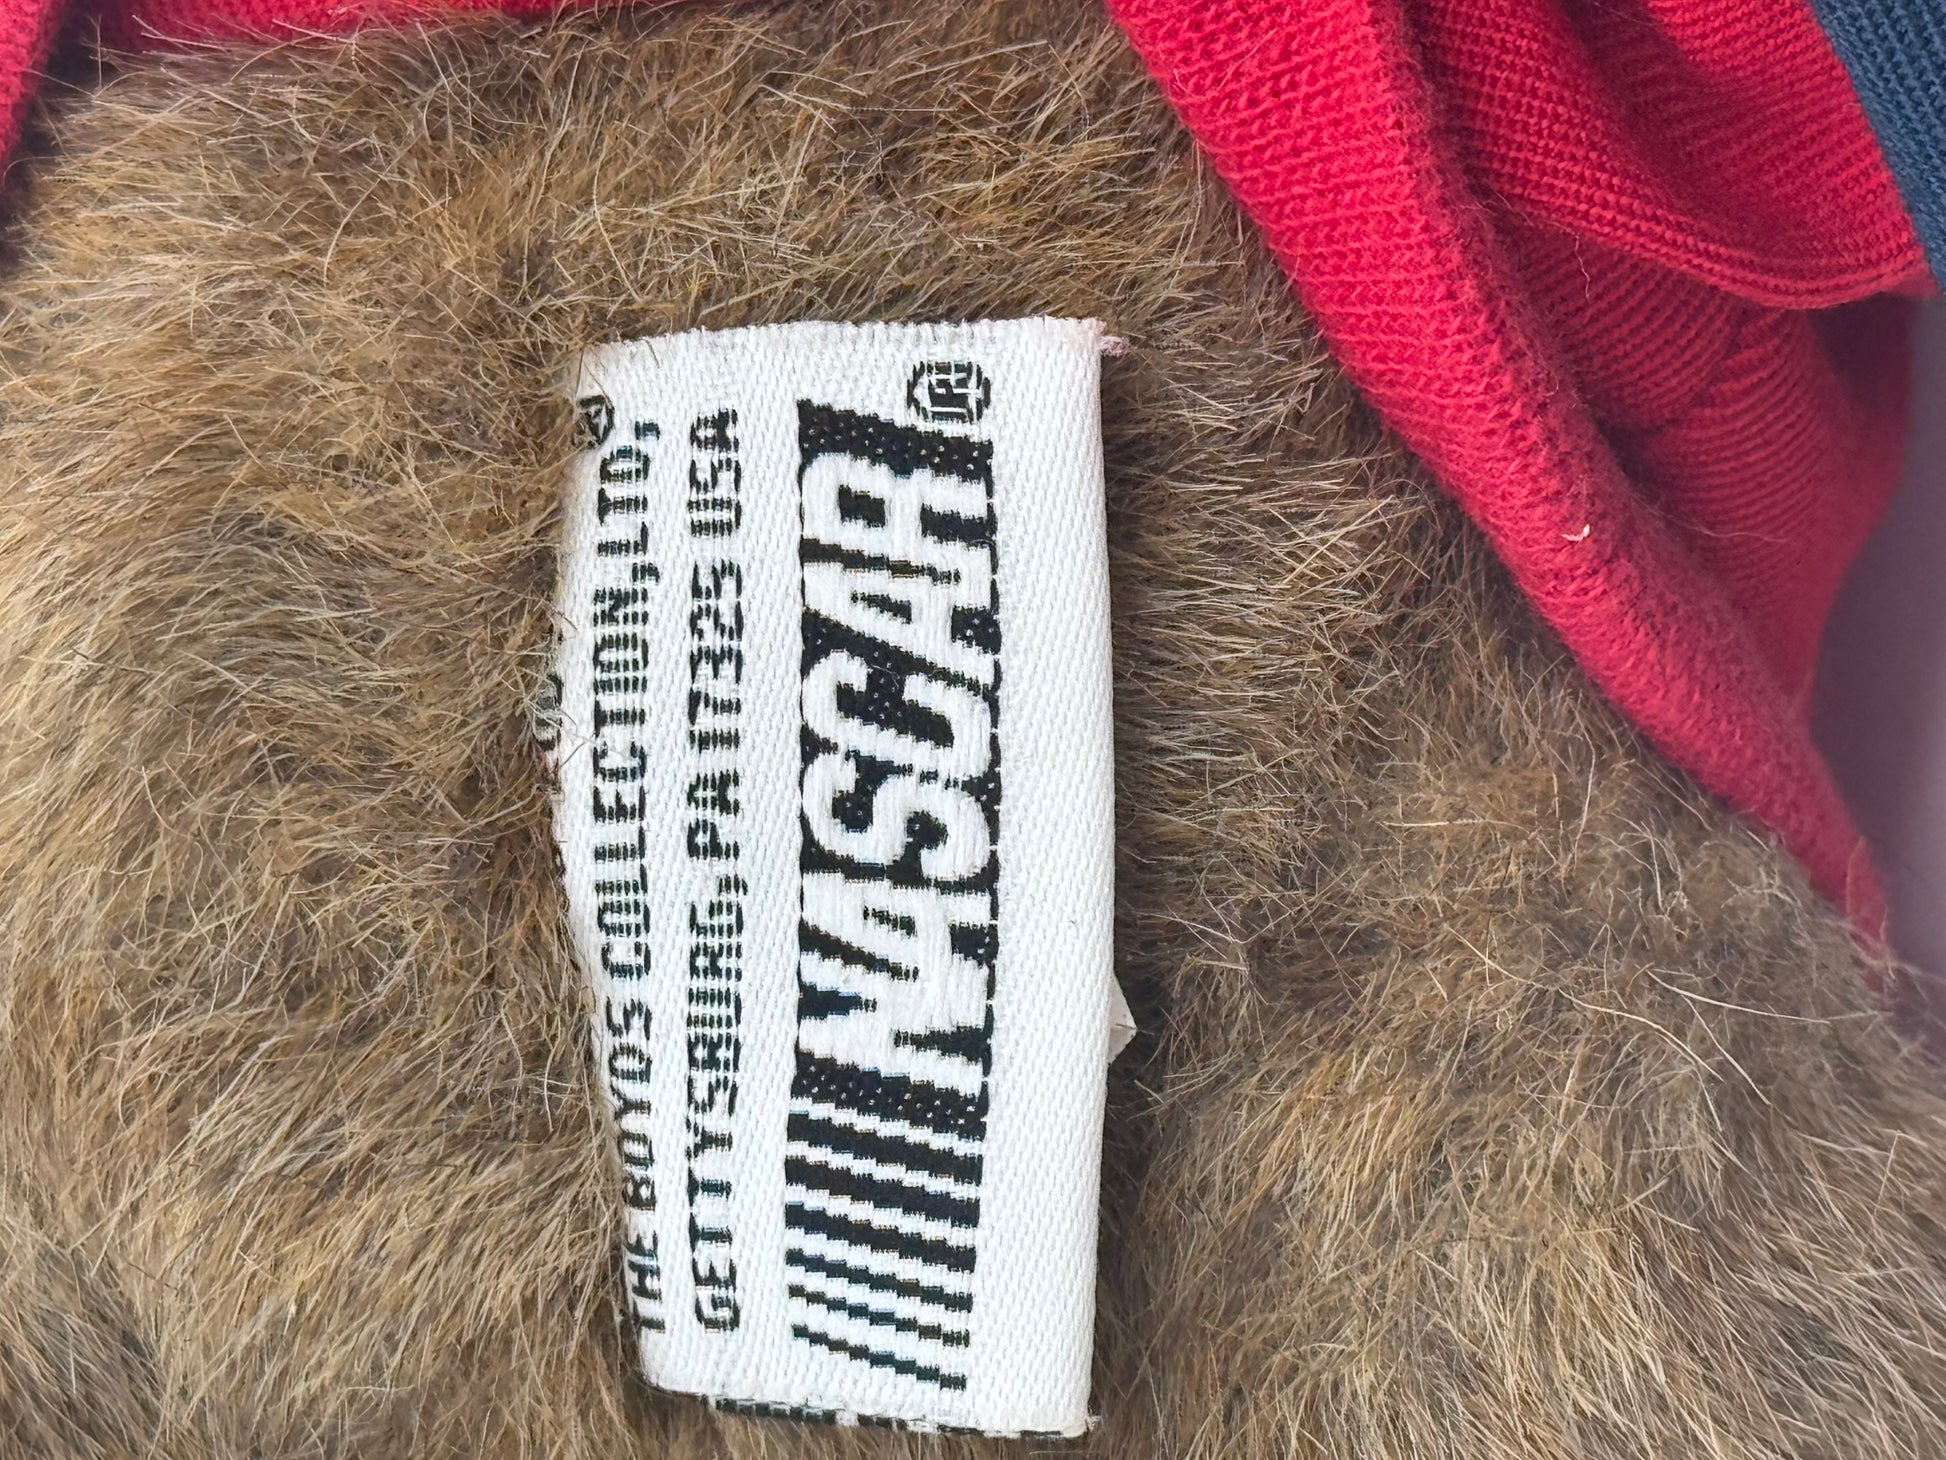 NASCAR®
GETTYSBURG, PA 17325 USA
THE BOYDS COLLECTION, LTD.